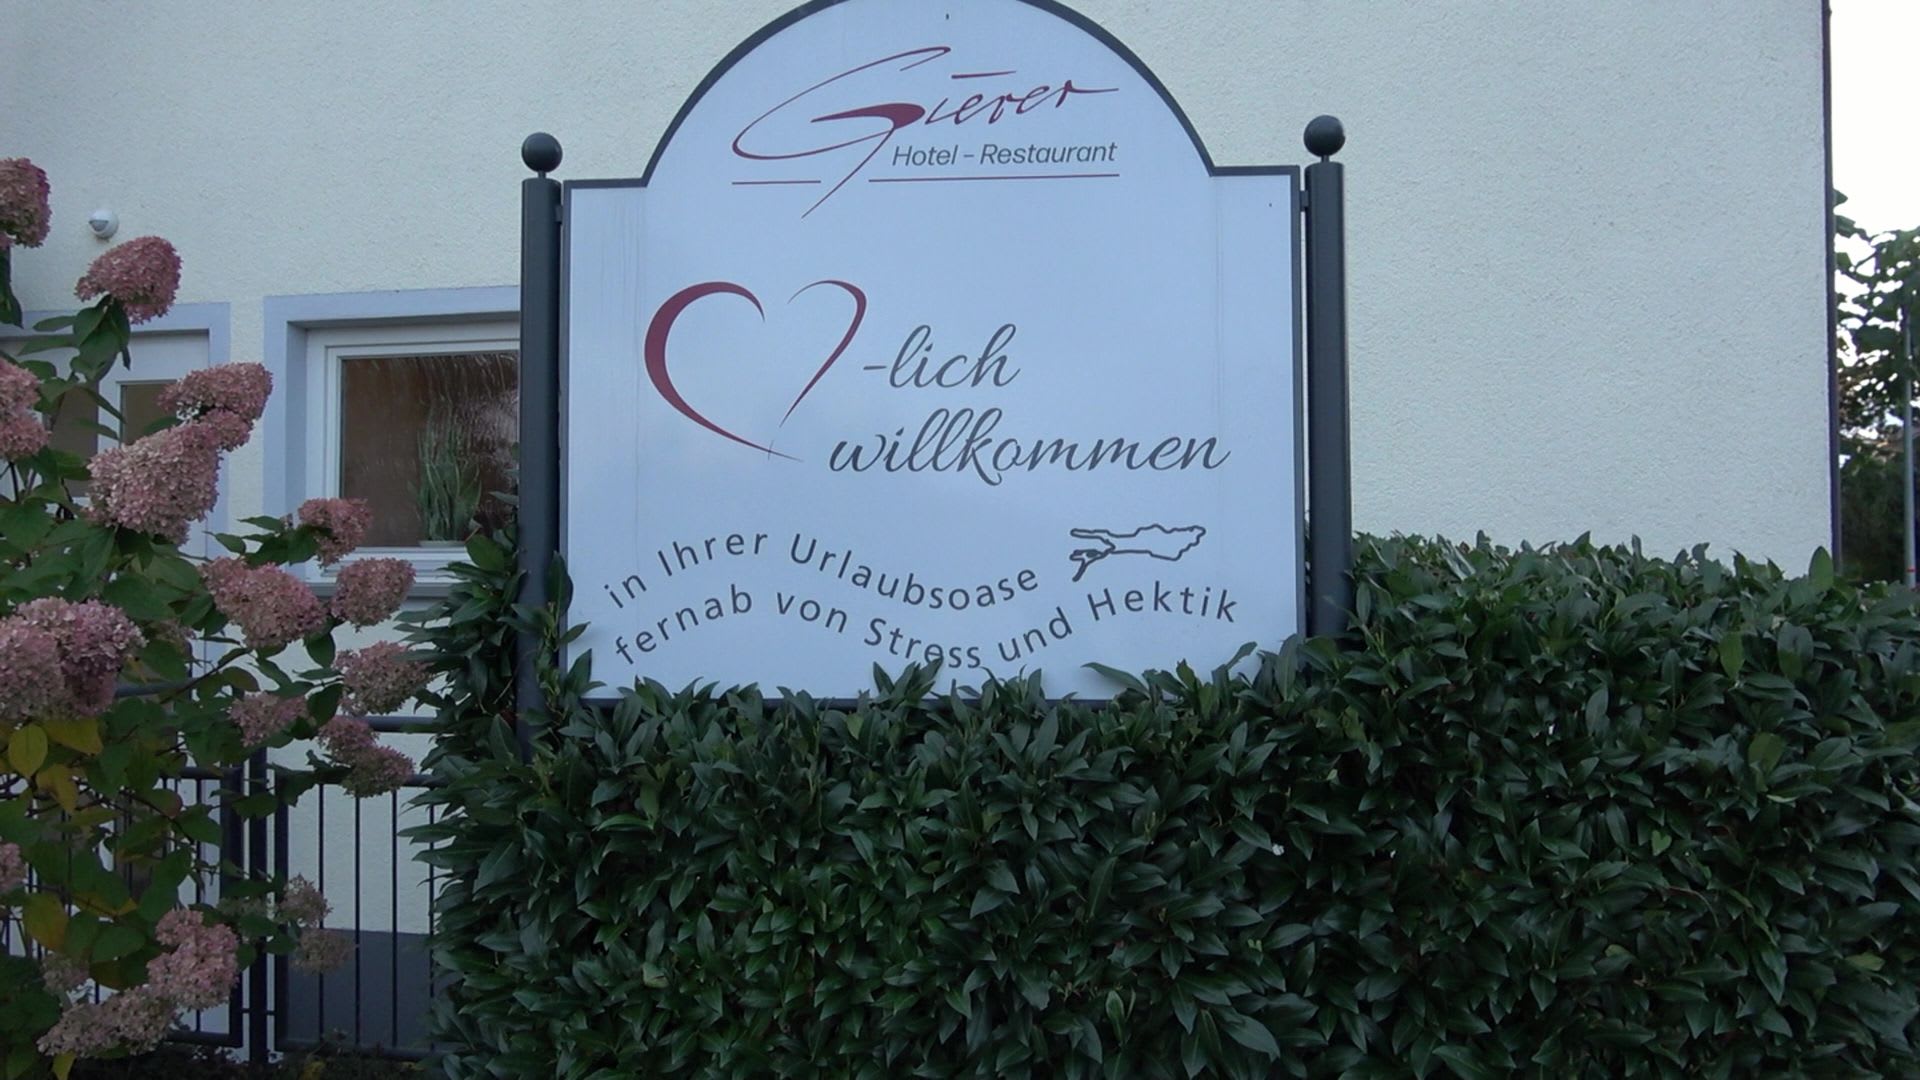 Gierer
Hotel - Restaurant
-lich
willkommen
in Ihrer Urlaubsoase
fernab von Stress und Hektik